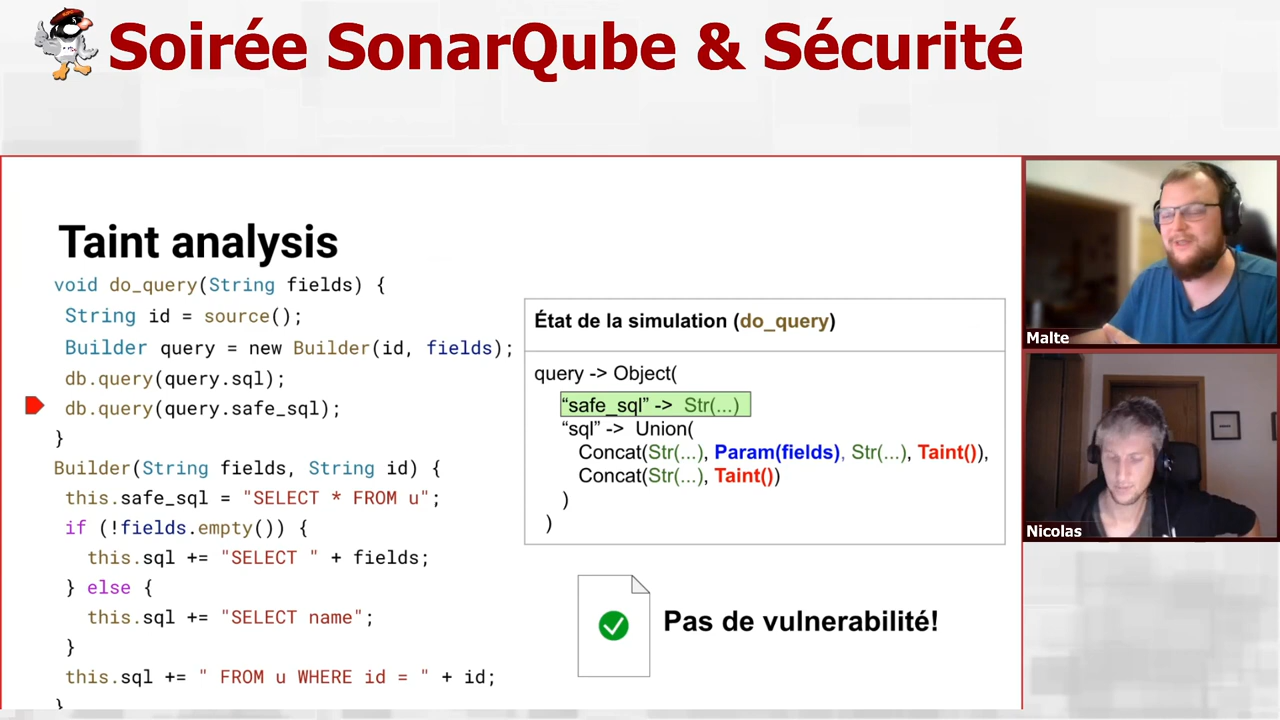 Soirée SonarQube & Sécurité
Taint analysis
void do_query(String fields) {
String id = source();
Builder query = new Builder(id, fields);
db.query(query.sql);
db.query(query.safe_sql);
}
Builder(String fields, String id) {
this.safe_sql = "SELECT * FROM u";
if (!fields.empty()) {
this.sql += "SELECT " + fields;
} else {
this.sql += "SELECT name";
}
this.sql += " FROM u WHERE id = " + id;
}
État de la simulation (do_query)
query -> Object(
“safe_sql” -> Str(...)
“sql” -> Union(
Concat(Str(...), Param(fields), Str(...), Taint()),
Concat(Str(...), Taint())
)
)
Pas de vulnerabilité!
Malte
Nicolas